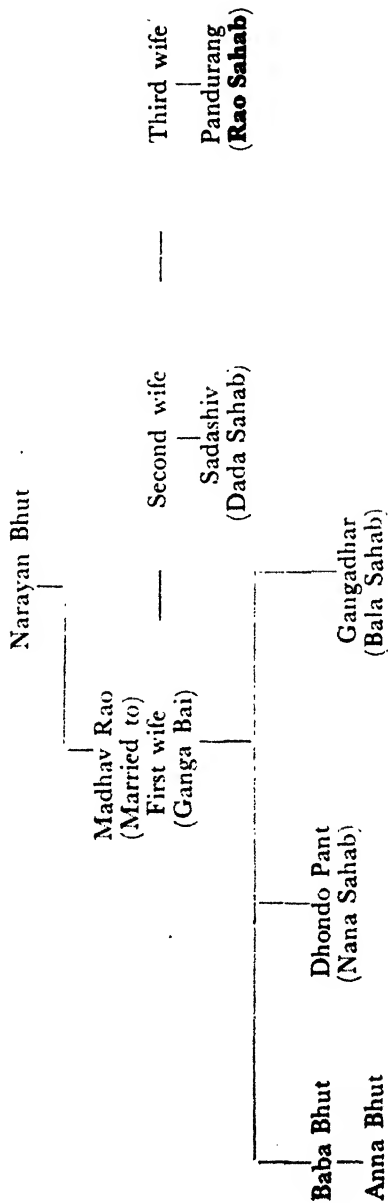 Narayan Bhut
Madhav Rao
(Married to)
First wife
(Ganga Bai)
Second wife
Sadashiv
(Dada Sahab)
Third wife
Pandurang
(Rao Sahab)
Baba Bhut
Anna Bhut
Dhondo Pant
(Nana Sahab)
Gangadhar
(Bala Sahab)